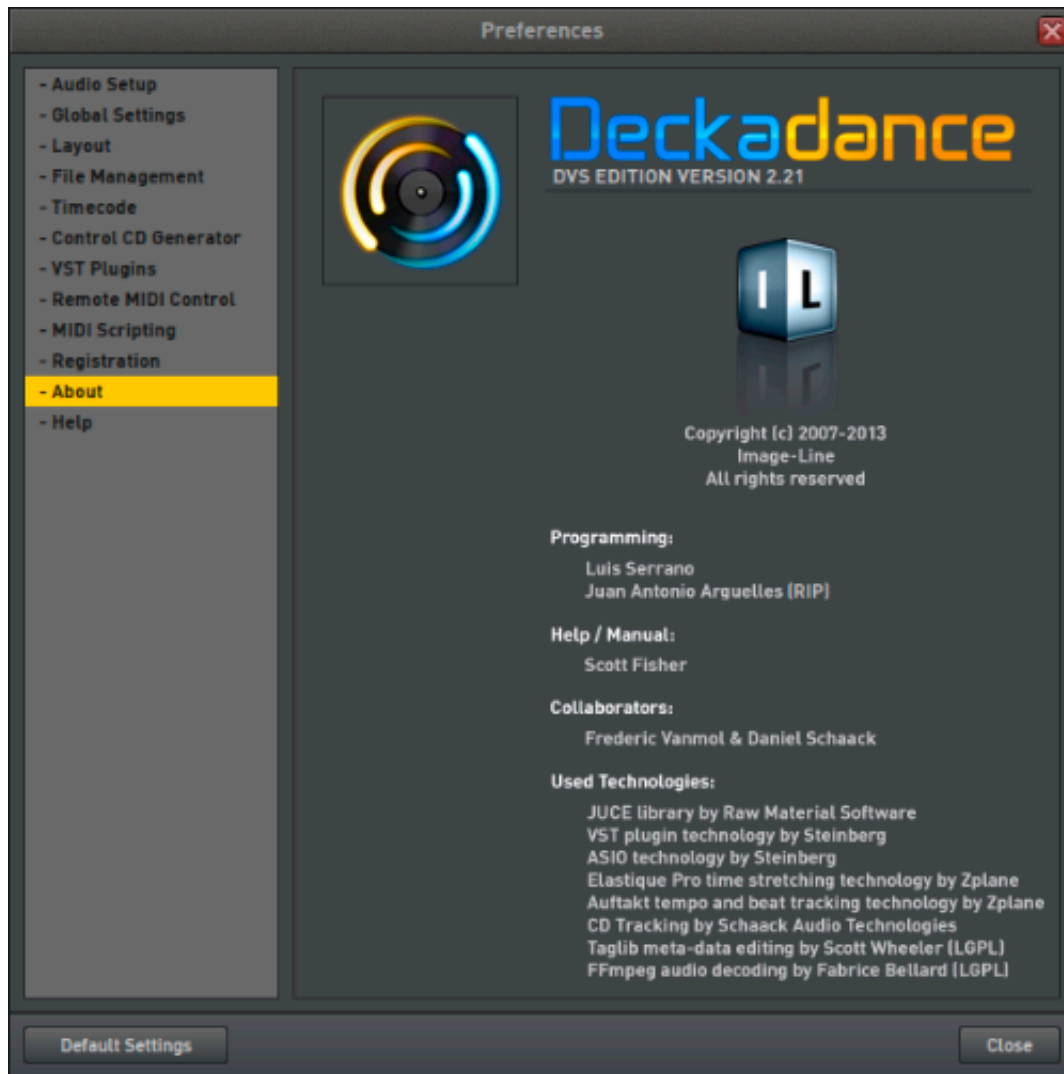 Preferences
- Audio Setup
- Global Settings
- Layout
- File Management
- Timecode
- Control CD Generator
- VST Plugins
- Remote MIDI Control
- MIDI Scripting
- Registration
- About
- Help
Deckadance
DVS EDITION VERSION 2.21
I L
Copyright (c) 2007-2013
Image-Line
All rights reserved
Programming:
Luis Serrano
Juan Antonio Arguelles (RIP)
Help / Manual:
Scott Fisher
Collaborators:
Frederic Vanmol & Daniel Schaack
Used Technologies:
JUCE library by Raw Material Software
VST plugin technology by Steinberg
ASIO technology by Steinberg
Elastique Pro time stretching technology by Zplane
Auftakt tempo and beat tracking technology by Zplane
CD Tracking by Schaack Audio Technologies
Taglib meta-data editing by Scott Wheeler (LGPL)
FFmpeg audio decoding by Fabrice Bellard (LGPL)
Default Settings
Close